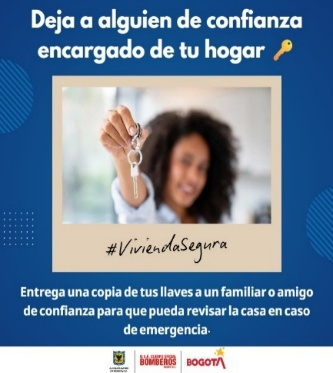 Deja a alguien de confianza
encargado de tu hogar
#ViviendaSegura
Entrega una copia de tus llaves a un familiar o amigo
de confianza para que pueda revisar la casa en caso
de emergencia.
BOMBEROS
BOGOTÁ